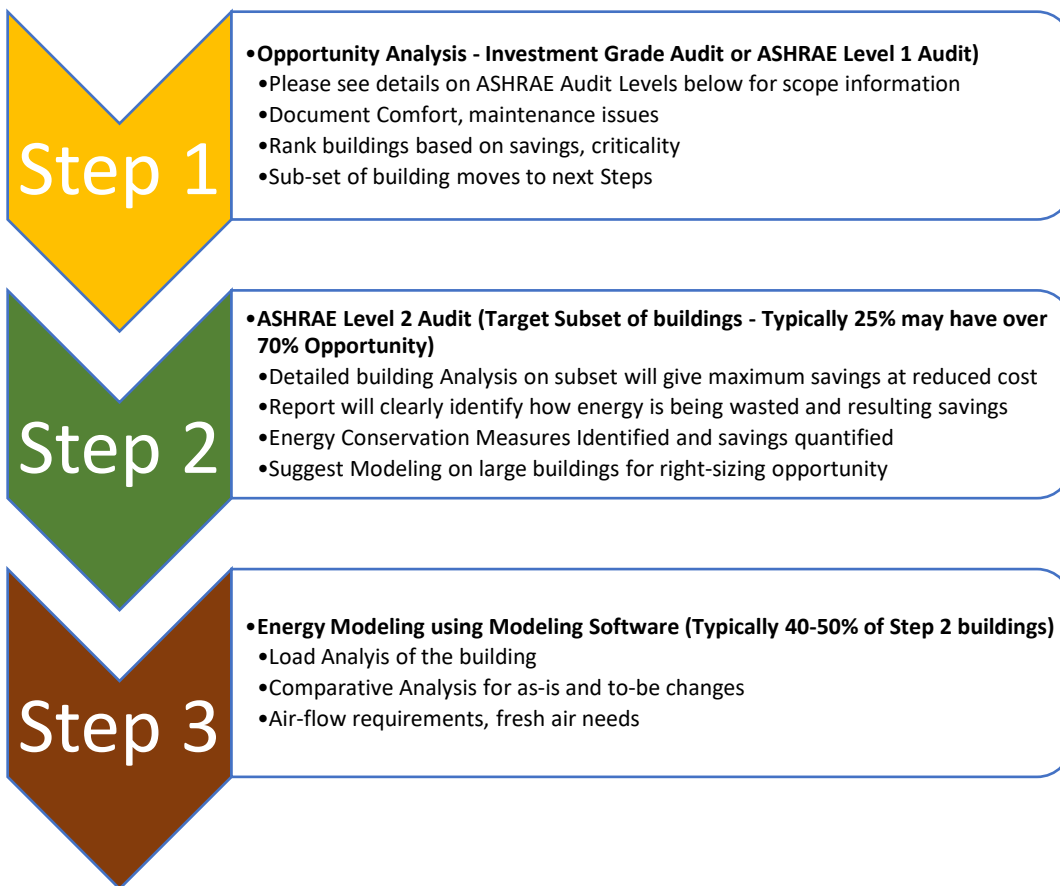 Step 1
•Opportunity Analysis - Investment Grade Audit or ASHRAE Level 1 Audit)
•Please see details on ASHRAE Audit Levels below for scope information
•Document Comfort, maintenance issues
•Rank buildings based on savings, criticality
•Sub-set of building moves to next Steps
Step 2
•ASHRAE Level 2 Audit (Target Subset of buildings - Typically 25% may have over
70% Opportunity)
•Detailed building Analysis on subset will give maximum savings at reduced cost
•Report will clearly identify how energy is being wasted and resulting savings
•Energy Conservation Measures Identified and savings quantified
•Suggest Modeling on large buildings for right-sizing opportunity
Step 3
•Energy Modeling using Modeling Software (Typically 40-50% of Step 2 buildings)
•Load Analyis of the building
•Comparative Analysis for as-is and to-be changes
•Air-flow requirements, fresh air needs